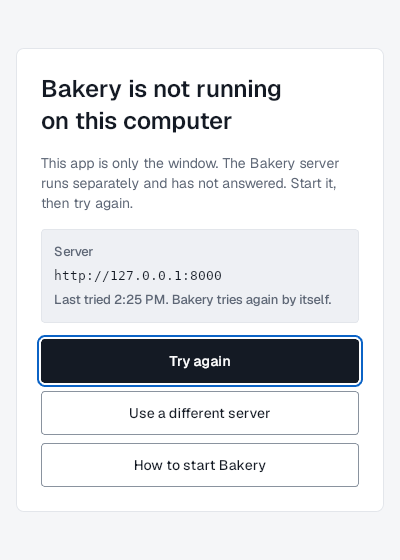 Bakery is not running
on this computer
This app is only the window. The Bakery server
runs separately and has not answered. Start it,
then try again.
Server
http://127.0.0.1:8000
Last tried 2:25 PM. Bakery tries again by itself.
Try again
Use a different server
How to start Bakery